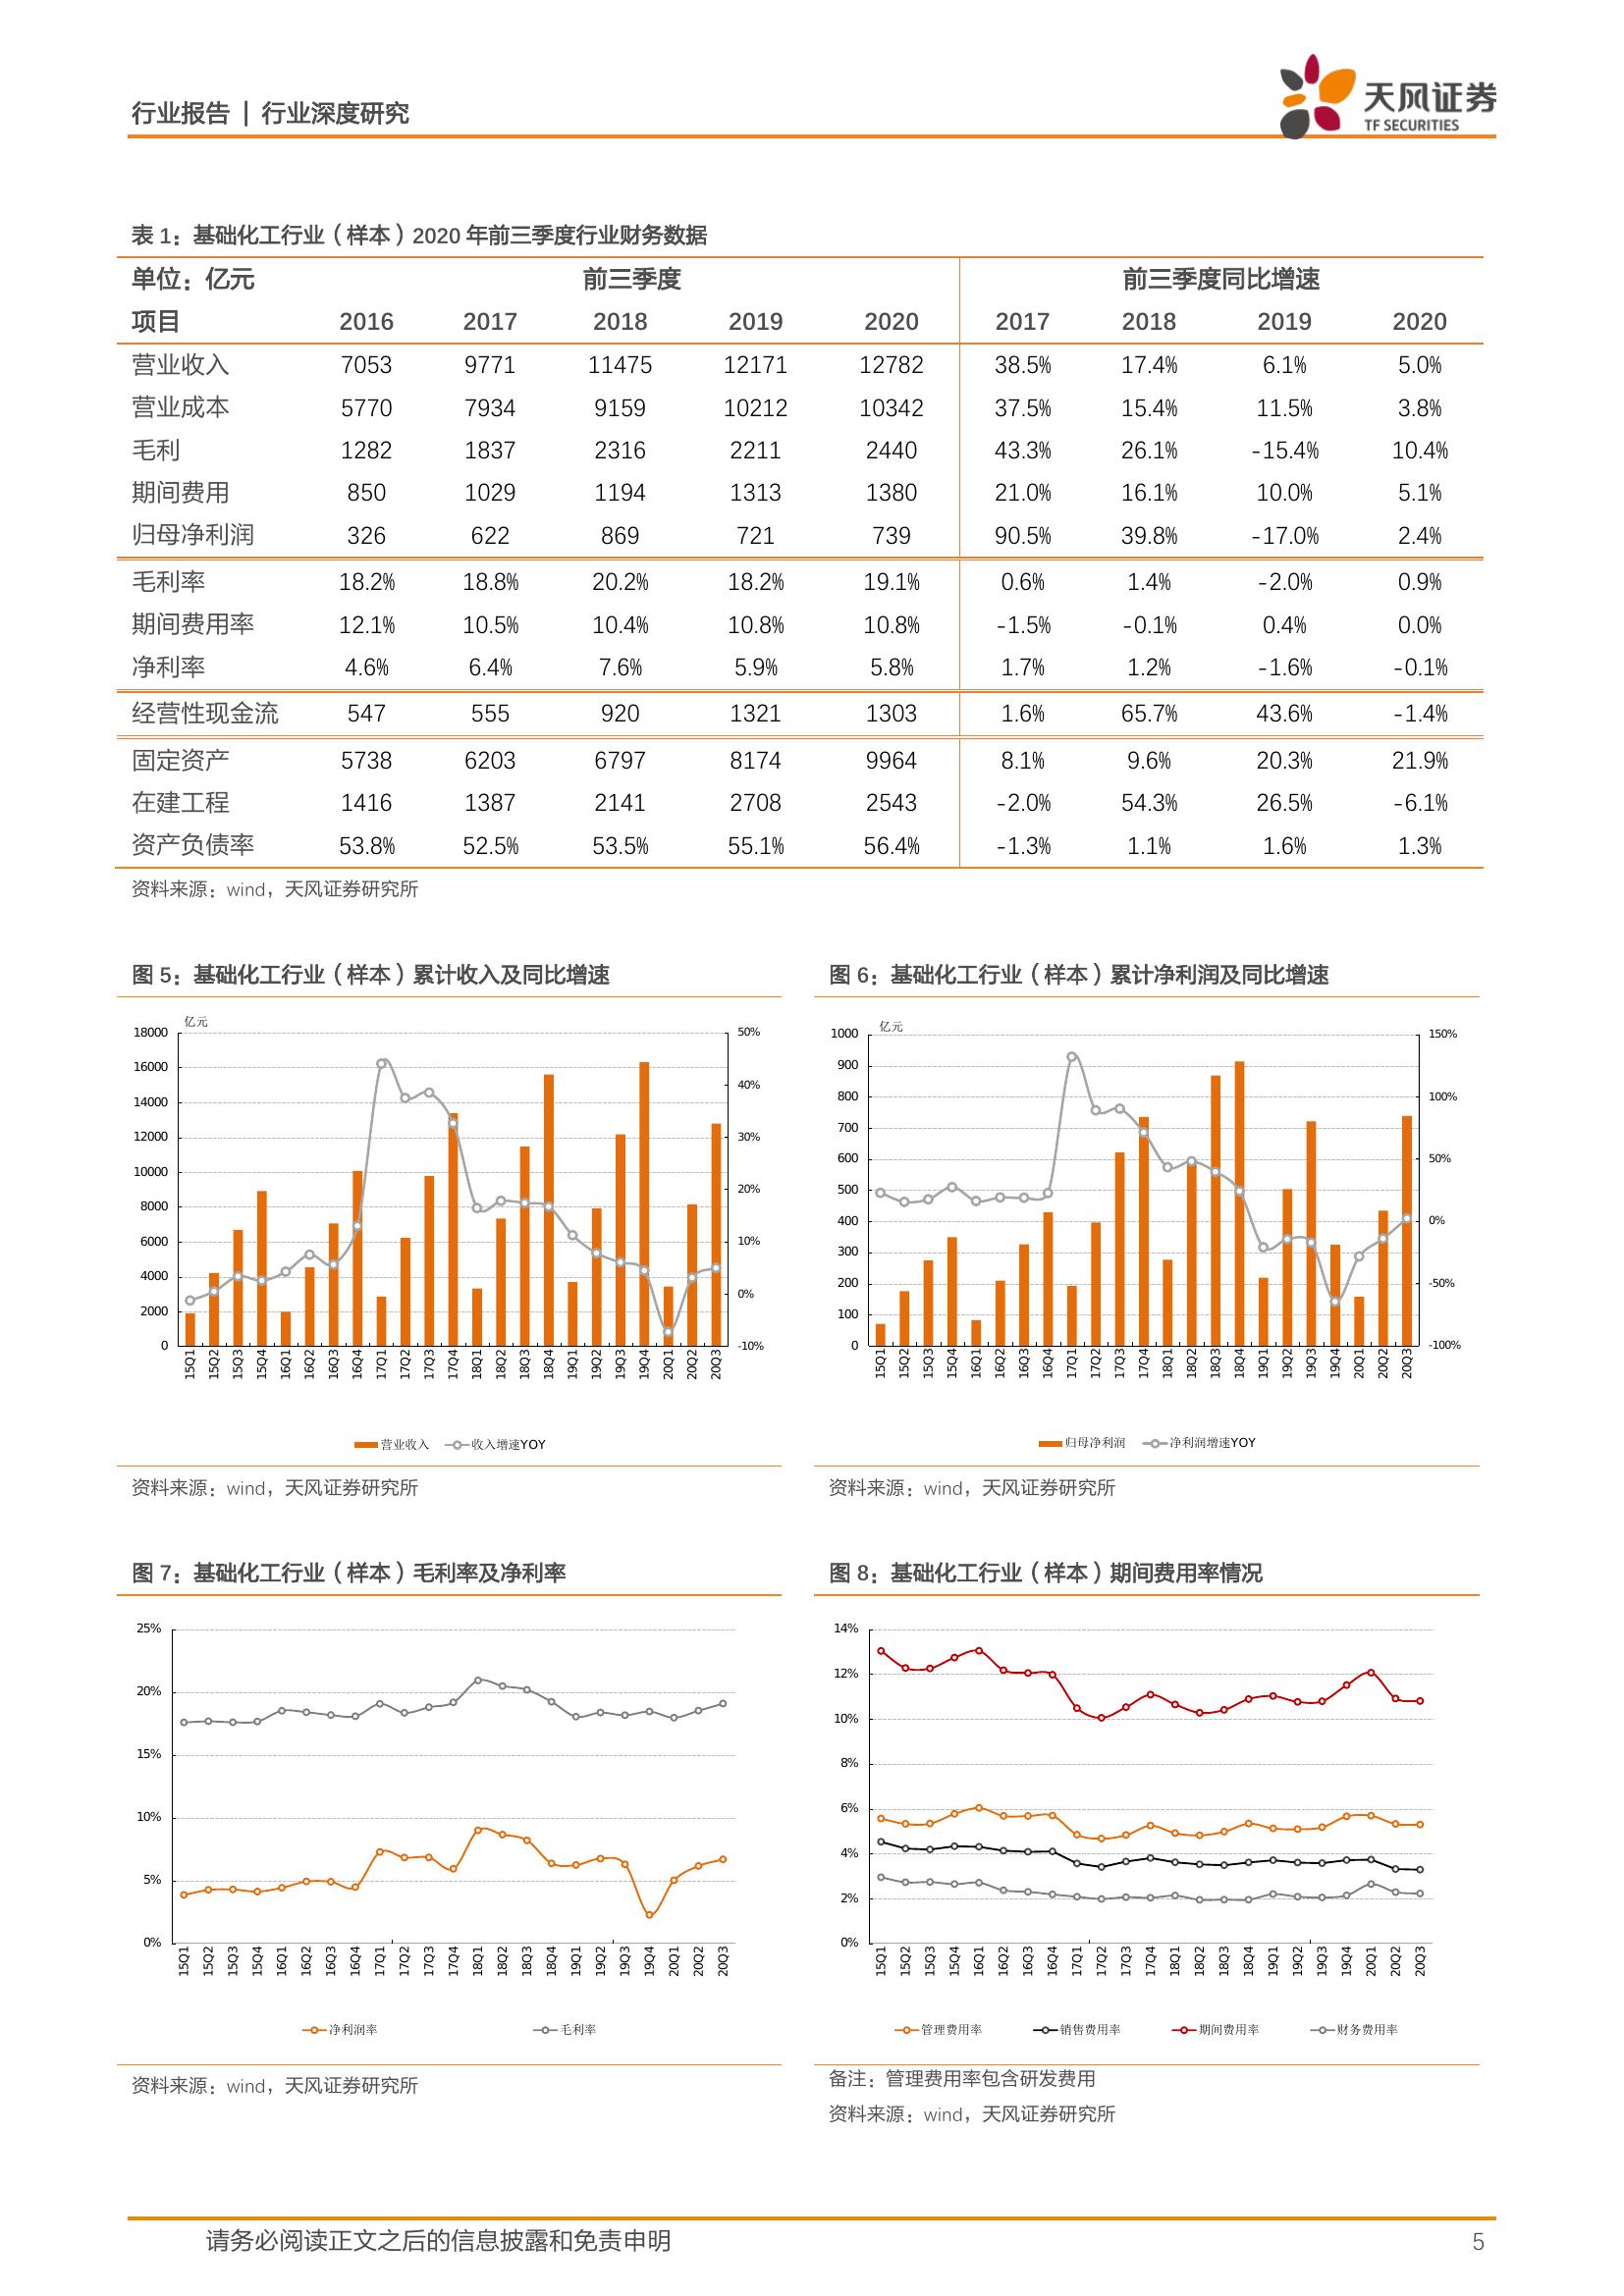 行业报告 | 行业深度研究
天风证券
TF SECURITIES
表 1：基础化工行业（样本）2020 年前三季度行业财务数据
单位：亿元 前三季度 前三季度同比增速
项目 2016 2017 2018 2019 2020 2017 2018 2019 2020
营业收入 7053 9771 11475 12171 12782 38.5% 17.4% 6.1% 5.0%
营业成本 5770 7934 9159 10212 10342 37.5% 15.4% 11.5% 3.8%
毛利 1282 1837 2316 2211 2440 43.3% 26.1% -15.4% 10.4%
期间费用 850 1029 1194 1313 1380 21.0% 16.1% 10.0% 5.1%
归母净利润 326 622 869 721 739 90.5% 39.8% -17.0% 2.4%
毛利率 18.2% 18.8% 20.2% 18.2% 19.1% 0.6% 1.4% -2.0% 0.9%
期间费用率 12.1% 10.5% 10.4% 10.8% 10.8% -1.5% -0.1% 0.4% 0.0%
净利率 4.6% 6.4% 7.6% 5.9% 5.8% 1.7% 1.2% -1.6% -0.1%
经营性现金流 547 555 920 1321 1303 1.6% 65.7% 43.6% -1.4%
固定资产 5738 6203 6797 8174 9964 8.1% 9.6% 20.3% 21.9%
在建工程 1416 1387 2141 2708 2543 -2.0% 54.3% 26.5% -6.1%
资产负债率 53.8% 52.5% 53.5% 55.1% 56.4% -1.3% 1.1% 1.6% 1.3%
资料来源：wind，天风证券研究所
图 5：基础化工行业（样本）累计收入及同比增速
亿元
18000 50%
16000
14000 40%
12000 30%
10000
8000 20%
6000 10%
4000
2000 0%
0 -10%
15Q1 15Q2 15Q3 15Q4 16Q1 16Q2 16Q3 16Q4 17Q1 17Q2 17Q3 17Q4 18Q1 18Q2 18Q3 18Q4 19Q1 19Q2 19Q3 19Q4 20Q1 20Q2 20Q3
营业收入 收入增速YOY
资料来源：wind，天风证券研究所
图 6：基础化工行业（样本）累计净利润及同比增速
亿元
1000 150%
900
800 100%
700
600 50%
500
400 0%
300
200 -50%
100
0 -100%
15Q1 15Q2 15Q3 15Q4 16Q1 16Q2 16Q3 16Q4 17Q1 17Q2 17Q3 17Q4 18Q1 18Q2 18Q3 18Q4 19Q1 19Q2 19Q3 19Q4 20Q1 20Q2 20Q3
归母净利润 净利润增速YOY
资料来源：wind，天风证券研究所
图 7：基础化工行业（样本）毛利率及净利率
25%
20%
15%
10%
5%
0%
15Q1 15Q2 15Q3 15Q4 16Q1 16Q2 16Q3 16Q4 17Q1 17Q2 17Q3 17Q4 18Q1 18Q2 18Q3 18Q4 19Q1 19Q2 19Q3 19Q4 20Q1 20Q2 20Q3
净利润率 毛利率
资料来源：wind，天风证券研究所
图 8：基础化工行业（样本）期间费用率情况
14%
12%
10%
8%
6%
4%
2%
0%
15Q1 15Q2 15Q3 15Q4 16Q1 16Q2 16Q3 16Q4 17Q1 17Q2 17Q3 17Q4 18Q1 18Q2 18Q3 18Q4 19Q1 19Q2 19Q3 19Q4 20Q1 20Q2 20Q3
管理费用率 销售费用率 期间费用率 财务费用率
备注：管理费用率包含研发费用
资料来源：wind，天风证券研究所
请务必阅读正文之后的信息披露和免责申明 5